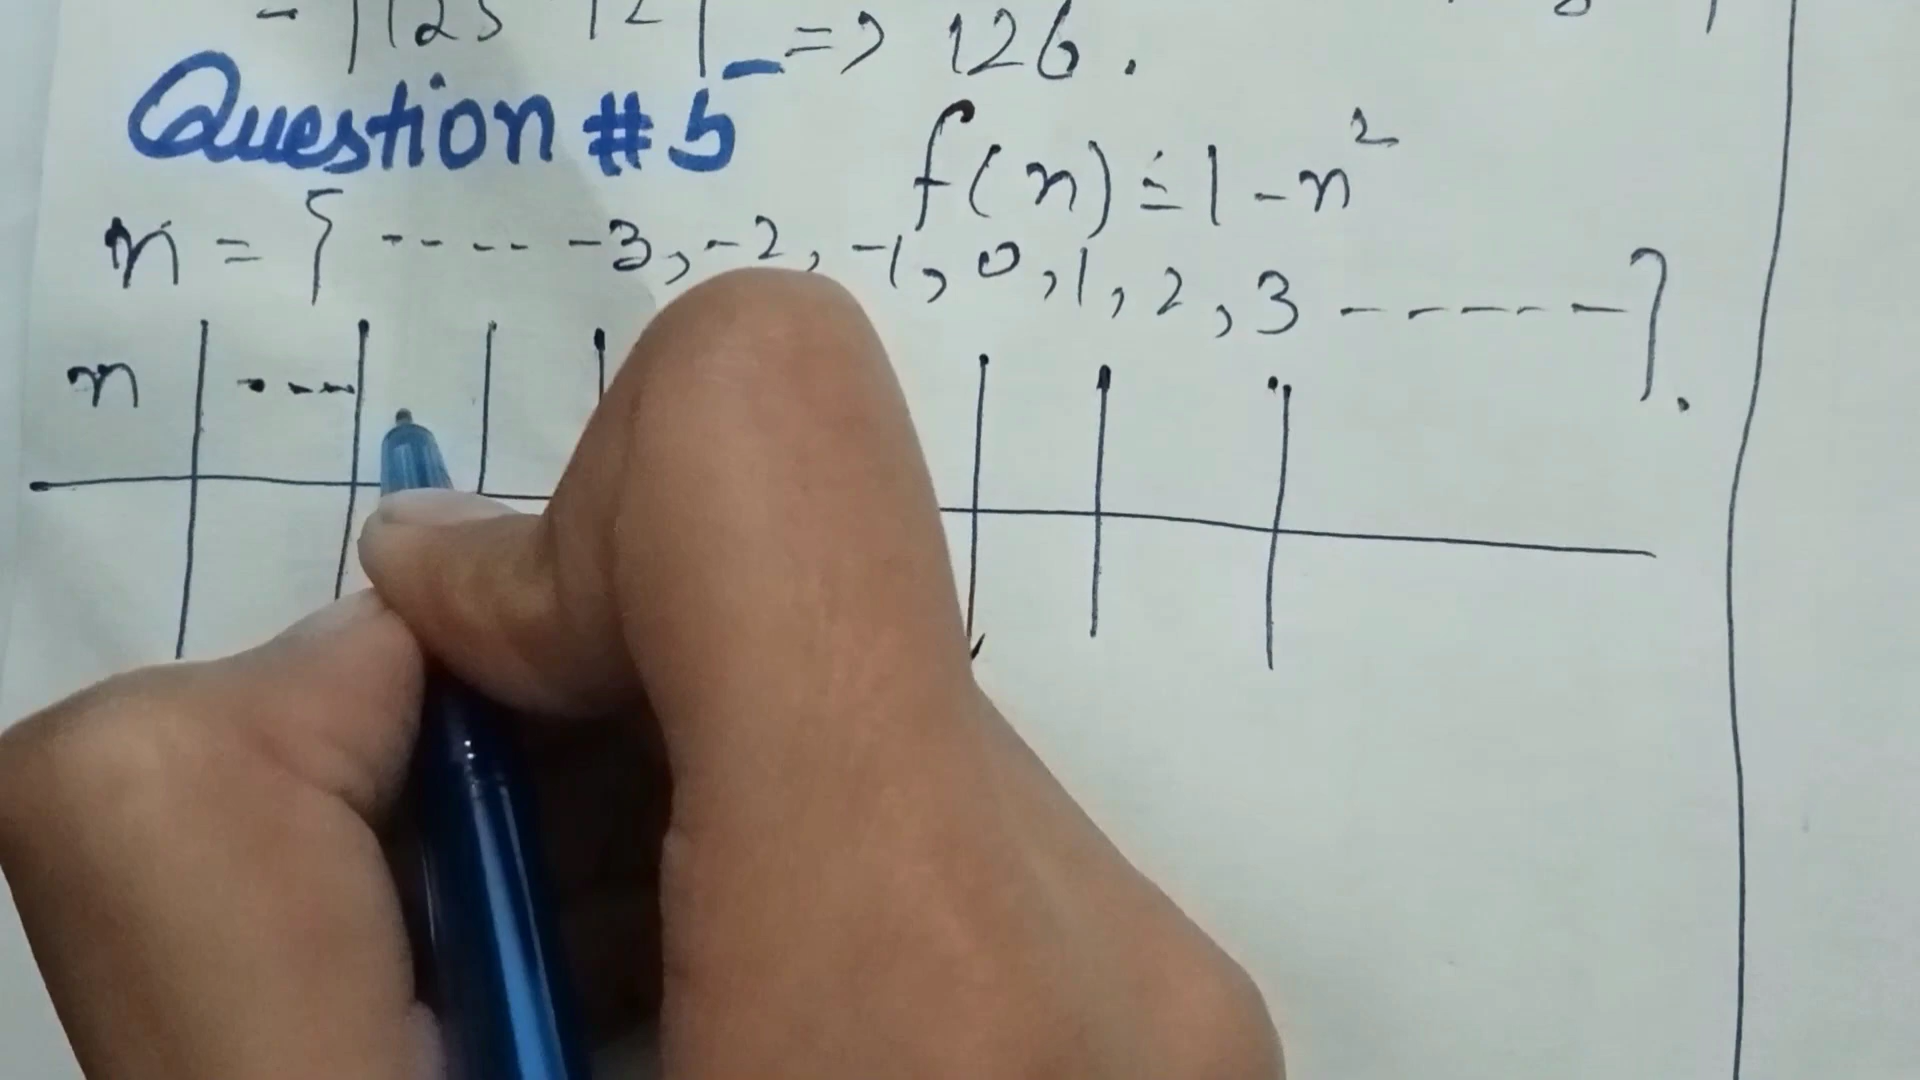 => 126.
Question #5
f(n) = 1 - n²
n = { ---- -3, -2, -1, 0, 1, 2, 3 ------}.
n ---